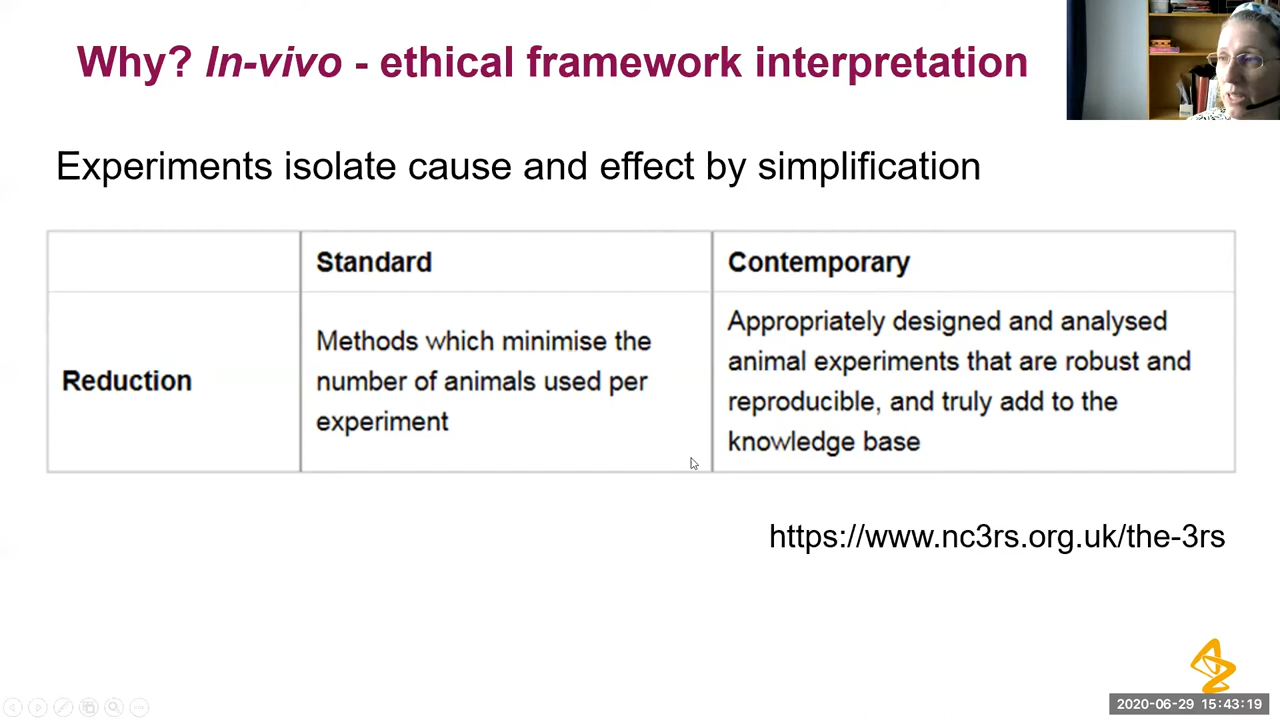 Why? In-vivo - ethical framework interpretation
Experiments isolate cause and effect by simplification
Standard
Contemporary
Reduction
Methods which minimise the
number of animals used per
experiment
Appropriately designed and analysed
animal experiments that are robust and
reproducible, and truly add to the
knowledge base
https://www.nc3rs.org.uk/the-3rs
2020-06-29 15:43:19